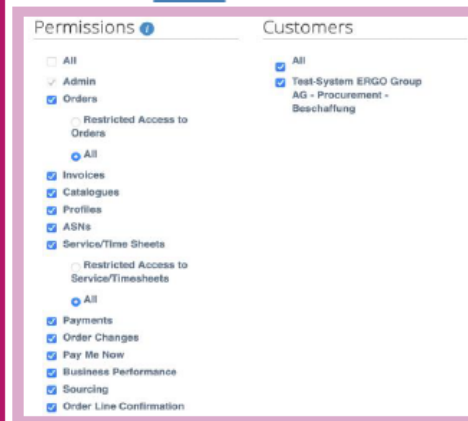 Permissions
Customers
All
Admin
Orders
Restricted Access to
Orders
All
Invoices
Catalogues
Profiles
ASNs
Service/Time Sheets
Restricted Access to
Service/Timesheets
All
Payments
Order Changes
Pay Me Now
Business Performance
Sourcing
Order Line Confirmation
All
Test-System ERGO Group
AG - Procurement -
Beschaffung